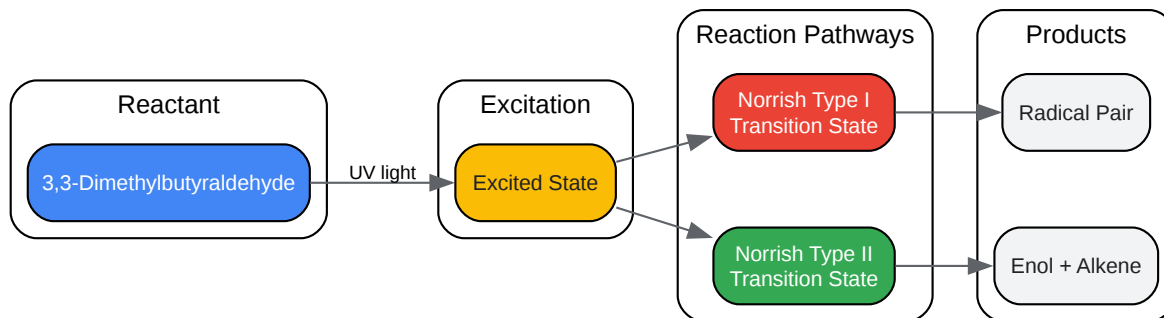 Reactant
3,3-Dimethylbutyraldehyde
UV light
Excitation
Excited State
Reaction Pathways
Norrish Type I
Transition State
Norrish Type II
Transition State
Products
Radical Pair
Enol + Alkene